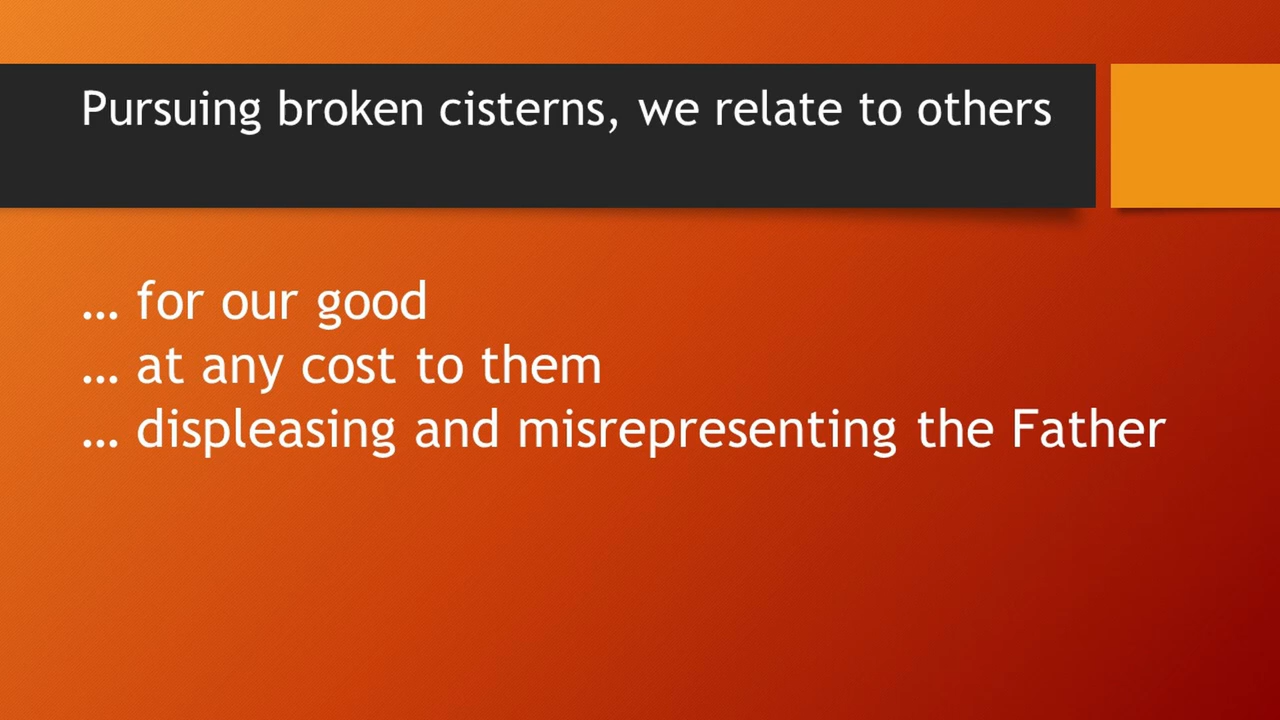 Pursuing broken cisterns, we relate to others
... for our good
... at any cost to them
... displeasing and misrepresenting the Father